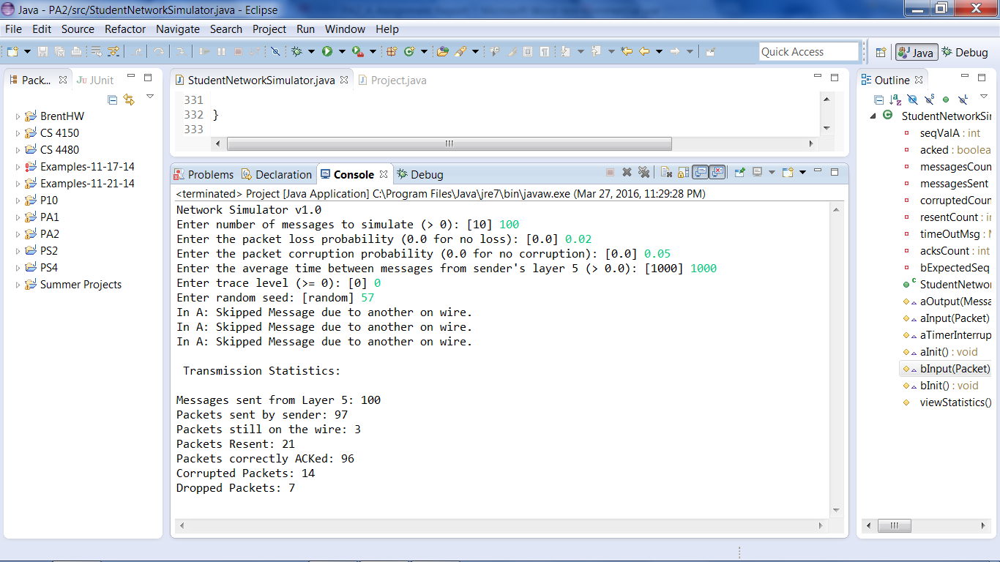 Java - PA2/src/StudentNetworkSimulator.java - Eclipse
File Edit Source Refactor Navigate Search Project Run Window Help
Quick Access
Java
Debug
Pack...
JUnit
BrentHW
CS 4150
CS 4480
Examples-11-17-14
Examples-11-21-14
P10
PA1
PA2
PS2
PS4
Summer Projects
StudentNetworkSimulator.java
Project.java
331
332 }
333
Problems Declaration Console Debug
<terminated> Project [Java Application] C:\Program Files\Java\jre7\bin\javaw.exe (Mar 27, 2016, 11:29:28 PM)
Network Simulator v1.0
Enter number of messages to simulate (> 0): [10] 100
Enter the packet loss probability (0.0 for no loss): [0.0] 0.02
Enter the packet corruption probability (0.0 for no corruption): [0.0] 0.05
Enter the average time between messages from sender's layer 5 (> 0.0): [1000] 1000
Enter trace level (>= 0): [0] 0
Enter random seed: [random] 57
In A: Skipped Message due to another on wire.
In A: Skipped Message due to another on wire.
In A: Skipped Message due to another on wire.
Transmission Statistics:
Messages sent from Layer 5: 100
Packets sent by sender: 97
Packets still on the wire: 3
Packets Resent: 21
Packets correctly ACKed: 96
Corrupted Packets: 14
Dropped Packets: 7
Outline
StudentNetworkSi
seqValA : int
acked : boolea
messagesCoun
messagesSent
corruptedCoun
resentCount : i
timeOutMsg :
acksCount : int
bExpectedSeq
StudentNetwor
aOutput(Messa
aInput(Packet)
aTimerInterrup
aInit() : void
bInput(Packet)
bInit() : void
viewStatistics()